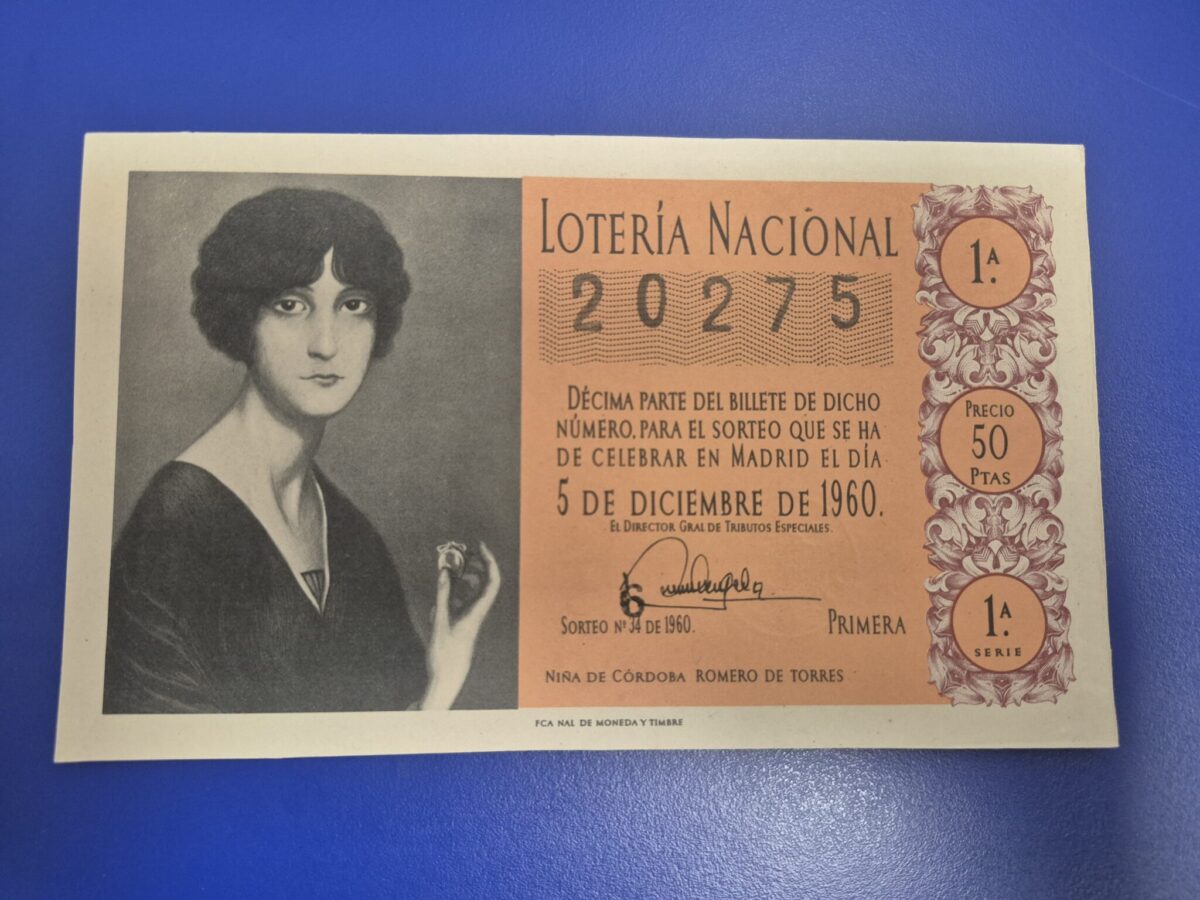 LOTERÍA NACIONAL
20275
DÉCIMA PARTE DEL BILLETE DE DICHO
NÚMERO, PARA EL SORTEO QUE SE HA
DE CELEBRAR EN MADRID EL DÍA
5 DE DICIEMBRE DE 1960.
EL DIRECTOR GRAL DE TRIBUTOS ESPECIALES.
6
SORTEO Nº 34 DE 1960.
PRIMERA
NIÑA DE CÓRDOBA ROMERO DE TORRES
FCA NAL DE MONEDA Y TIMBRE
1.ᴬ
PRECIO
50
PTAS
1.ᴬ
SERIE